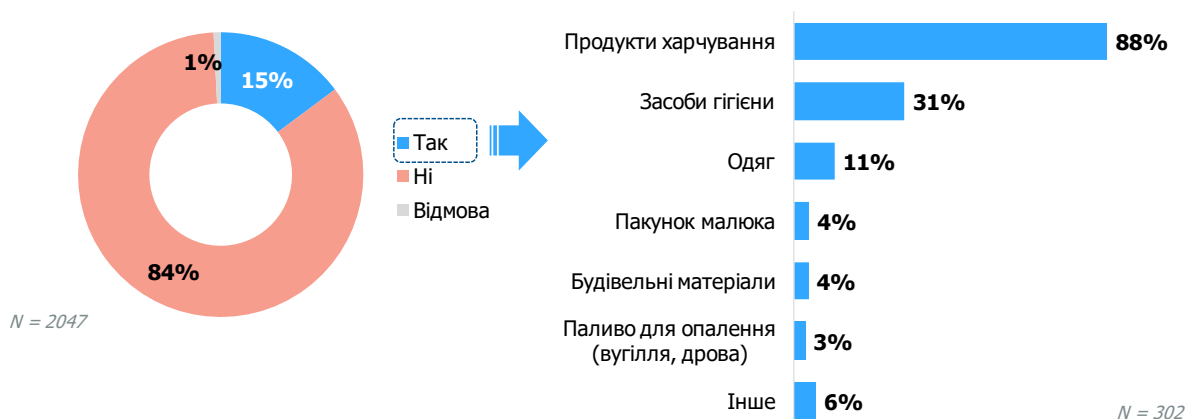 1%
15%
84%
Так
Ні
Відмова
N = 2047
Продукти харчування
88%
Засоби гігієни
31%
Одяг
11%
Пакунок малюка
4%
Будівельні матеріали
4%
Паливо для опалення
(вугілля, дрова)
3%
Інше
6%
N = 302